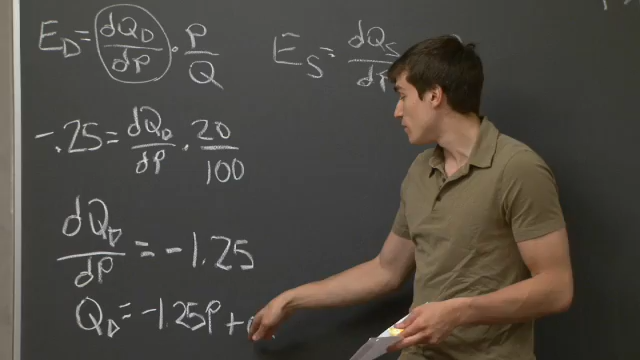 E_D = dQ_D/dP · P/Q
E_S = dQ_S/dP
-.25 = dQ_D/dP · 20/100
dQ_D/dP = -1.25
Q_D = -1.25P +